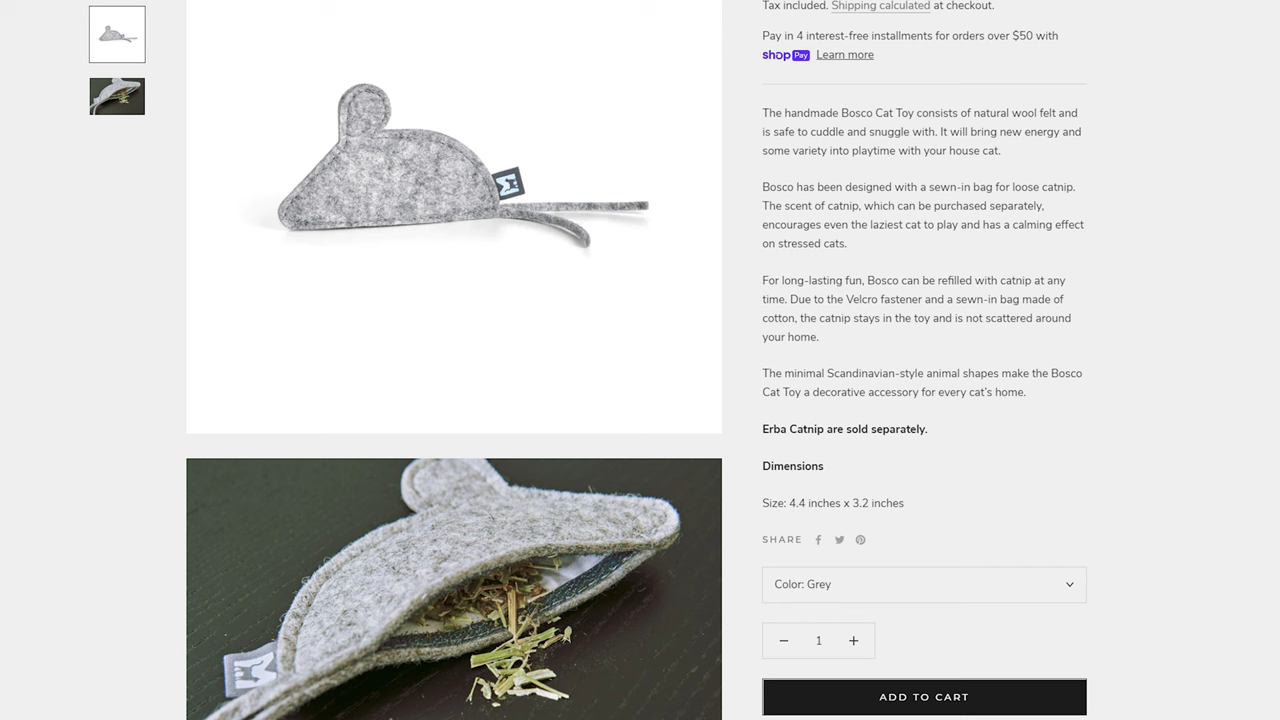 Tax included. Shipping calculated at checkout.
Pay in 4 interest-free installments for orders over $50 with
shop Pay Learn more
The handmade Bosco Cat Toy consists of natural wool felt and
is safe to cuddle and snuggle with. It will bring new energy and
some variety into playtime with your house cat.
Bosco has been designed with a sewn-in bag for loose catnip.
The scent of catnip, which can be purchased separately,
encourages even the laziest cat to play and has a calming effect
on stressed cats.
For long-lasting fun, Bosco can be refilled with catnip at any
time. Due to the Velcro fastener and a sewn-in bag made of
cotton, the catnip stays in the toy and is not scattered around
your home.
The minimal Scandinavian-style animal shapes make the Bosco
Cat Toy a decorative accessory for every cat’s home.
Erba Catnip are sold separately.
Dimensions
Size: 4.4 inches x 3.2 inches
SHARE
Color: Grey
1
ADD TO CART